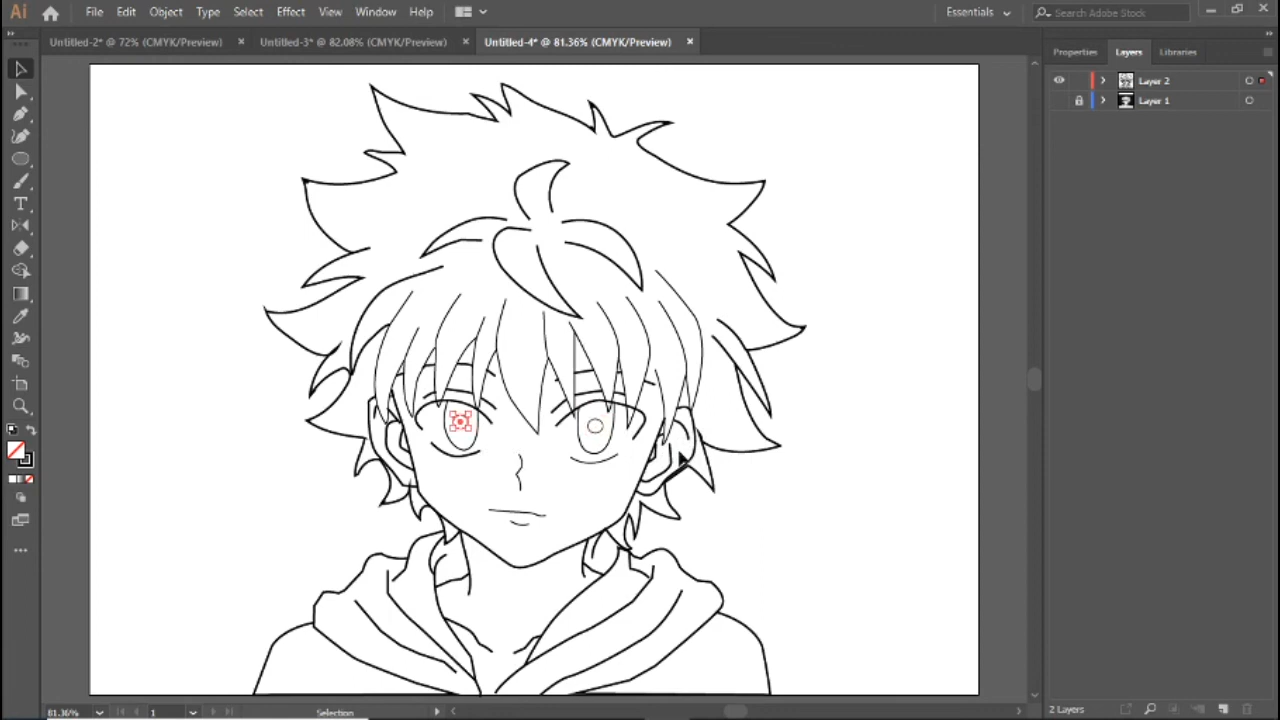 Ai File Edit Object Type Select Effect View Window Help Essentials Search Adobe Stock
Untitled-2* @ 72% (CMYK/Preview) × Untitled-3* @ 82.08% (CMYK/Preview) × Untitled-4* @ 81.36% (CMYK/Preview) ×
Properties Layers Libraries
Layer 2
Layer 1
81.36% 1 Selection 2 Layers